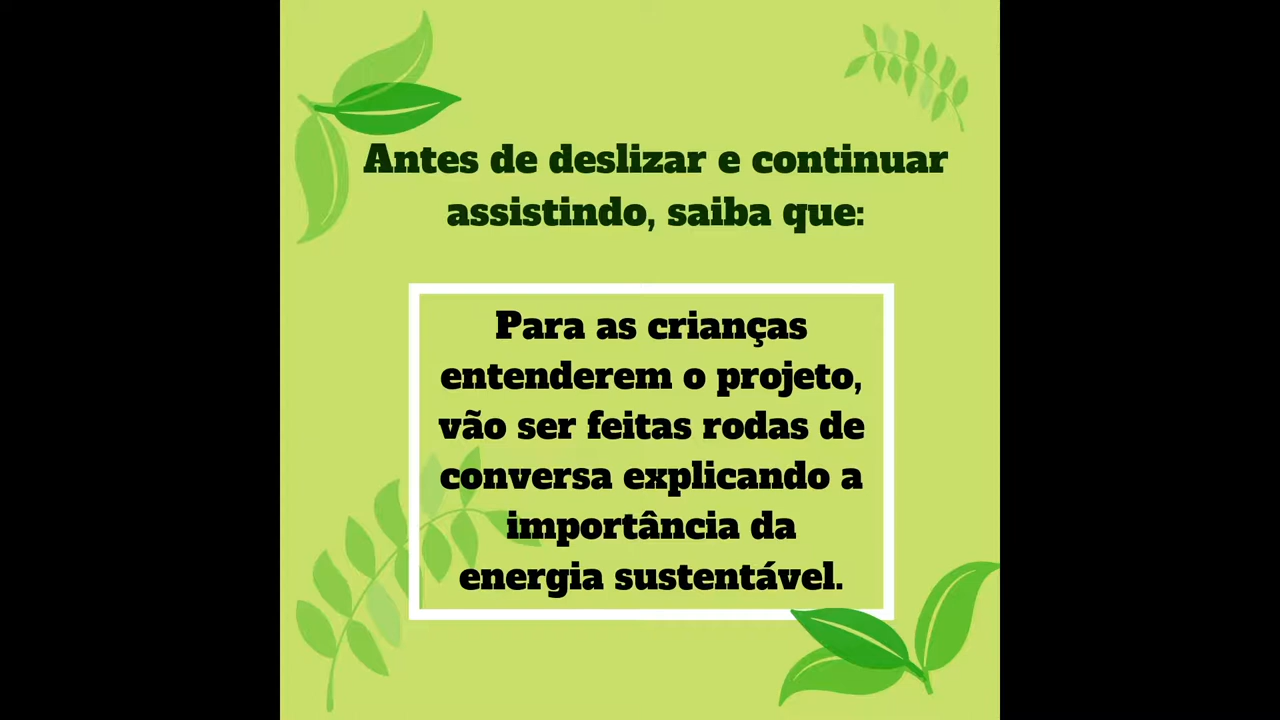 Antes de deslizar e continuar
assistindo, saiba que:
Para as crianças
entenderem o projeto,
vão ser feitas rodas de
conversa explicando a
importância da
energia sustentável.